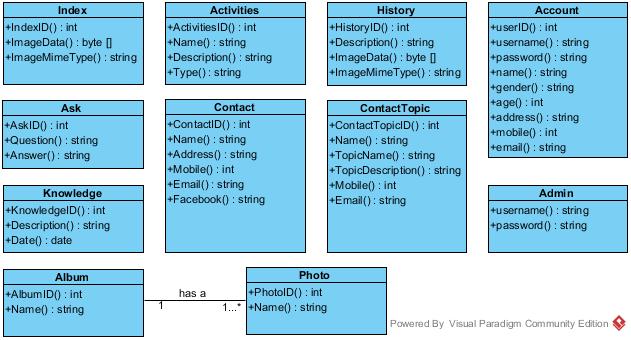 Index
+IndexID() : int
+ImageData() : byte []
+ImageMimeType() : string
Activities
+ActivitiesID() : int
+Name() : string
+Description() : string
+Type() : string
History
+HistoryID() : int
+Description() : string
+ImageData() : byte []
+ImageMimeType() : string
Account
+userID() : int
+username() : string
+password() : string
+name() : string
+gender() : string
+age() : int
+address() : string
+mobile() : int
+email() : string
Ask
+AskID() : int
+Question() : string
+Answer() : string
Contact
+ContactID() : int
+Name() : string
+Address() : string
+Mobile() : int
+Email() : string
+Facebook() : string
ContactTopic
+ContactTopicID() : int
+Name() : string
+TopicName() : string
+TopicDescription() : string
+Mobile() : int
+Email() : string
Knowledge
+KnowledgeID() : int
+Description() : string
+Date() : date
Admin
+username() : string
+password() : string
Album
+AlbumID() : int
+Name() : string
has a
1
1...*
Photo
+PhotoID() : int
+Name() : string
Powered By Visual Paradigm Community Edition